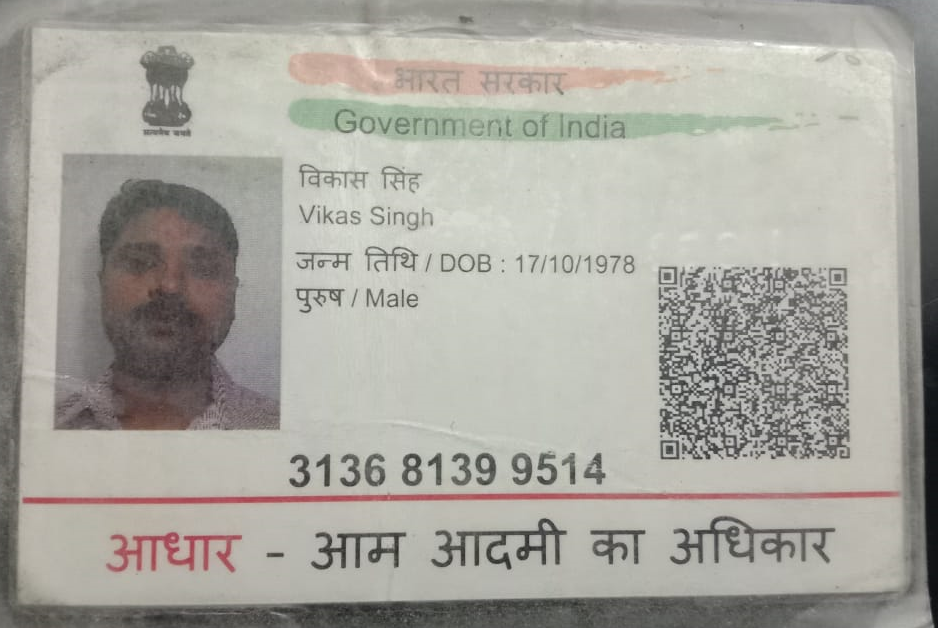 भारत सरकार
Government of India
सत्यमेव जयते
विकास सिंह
Vikas Singh
जन्म तिथि / DOB : 17/10/1978
पुरुष / Male
3136 8139 9514
आधार - आम आदमी का अधिकार